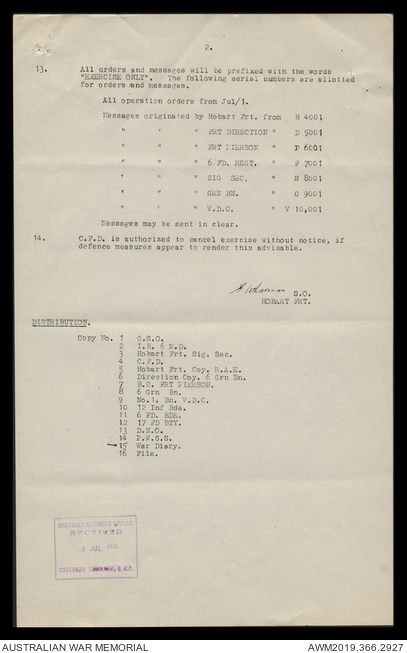 2.
13. All orders and messages will be prefixed with the words
"EXERCISE ONLY". The following serial numbers are allotted
for orders and messages.
All operation orders from Jul/1.
Messages originated by Hobart Frt. from H 4001
" " " FRT DIRECTION " D 5001
" " " FRT PIERSON " P 6001
" " " 6 FD. REGT. " F 7001
" " " SIG SEC. " S 8001
" " " GRN BN. " G 9001
" " " V.D.C. " V 10,001
Messages may be sent in clear.
14. C.F.D. is authorized to cancel exercise without notice, if
defence measures appear to render this advisable.
S.O.
HOBART FRT.
DISTRIBUTION.
Copy No. 1 G.S.O.
2 I.B. 6 M.D.
3 Hobart Frt. Sig. Sec.
4 C.F.D.
5 Hobart Frt. Coy. R.A.E.
6 Direction Coy. 6 Grn Bn.
7 B.C. FRT PIERSON.
8 6 Grn Bn.
9 No.1. Bn. V.D.C.
10 12 Inf Bde.
11 6 FD. BDE.
12 17 FD BTY.
13 D.N.O.
14 P.W.S.S.
15 War Diary.
16 File.
DISTRICT RECORDS OFFICE
RECEIVED
JUL 1941
AUSTRALIAN WAR MEMORIAL
AWM2019.366.2927